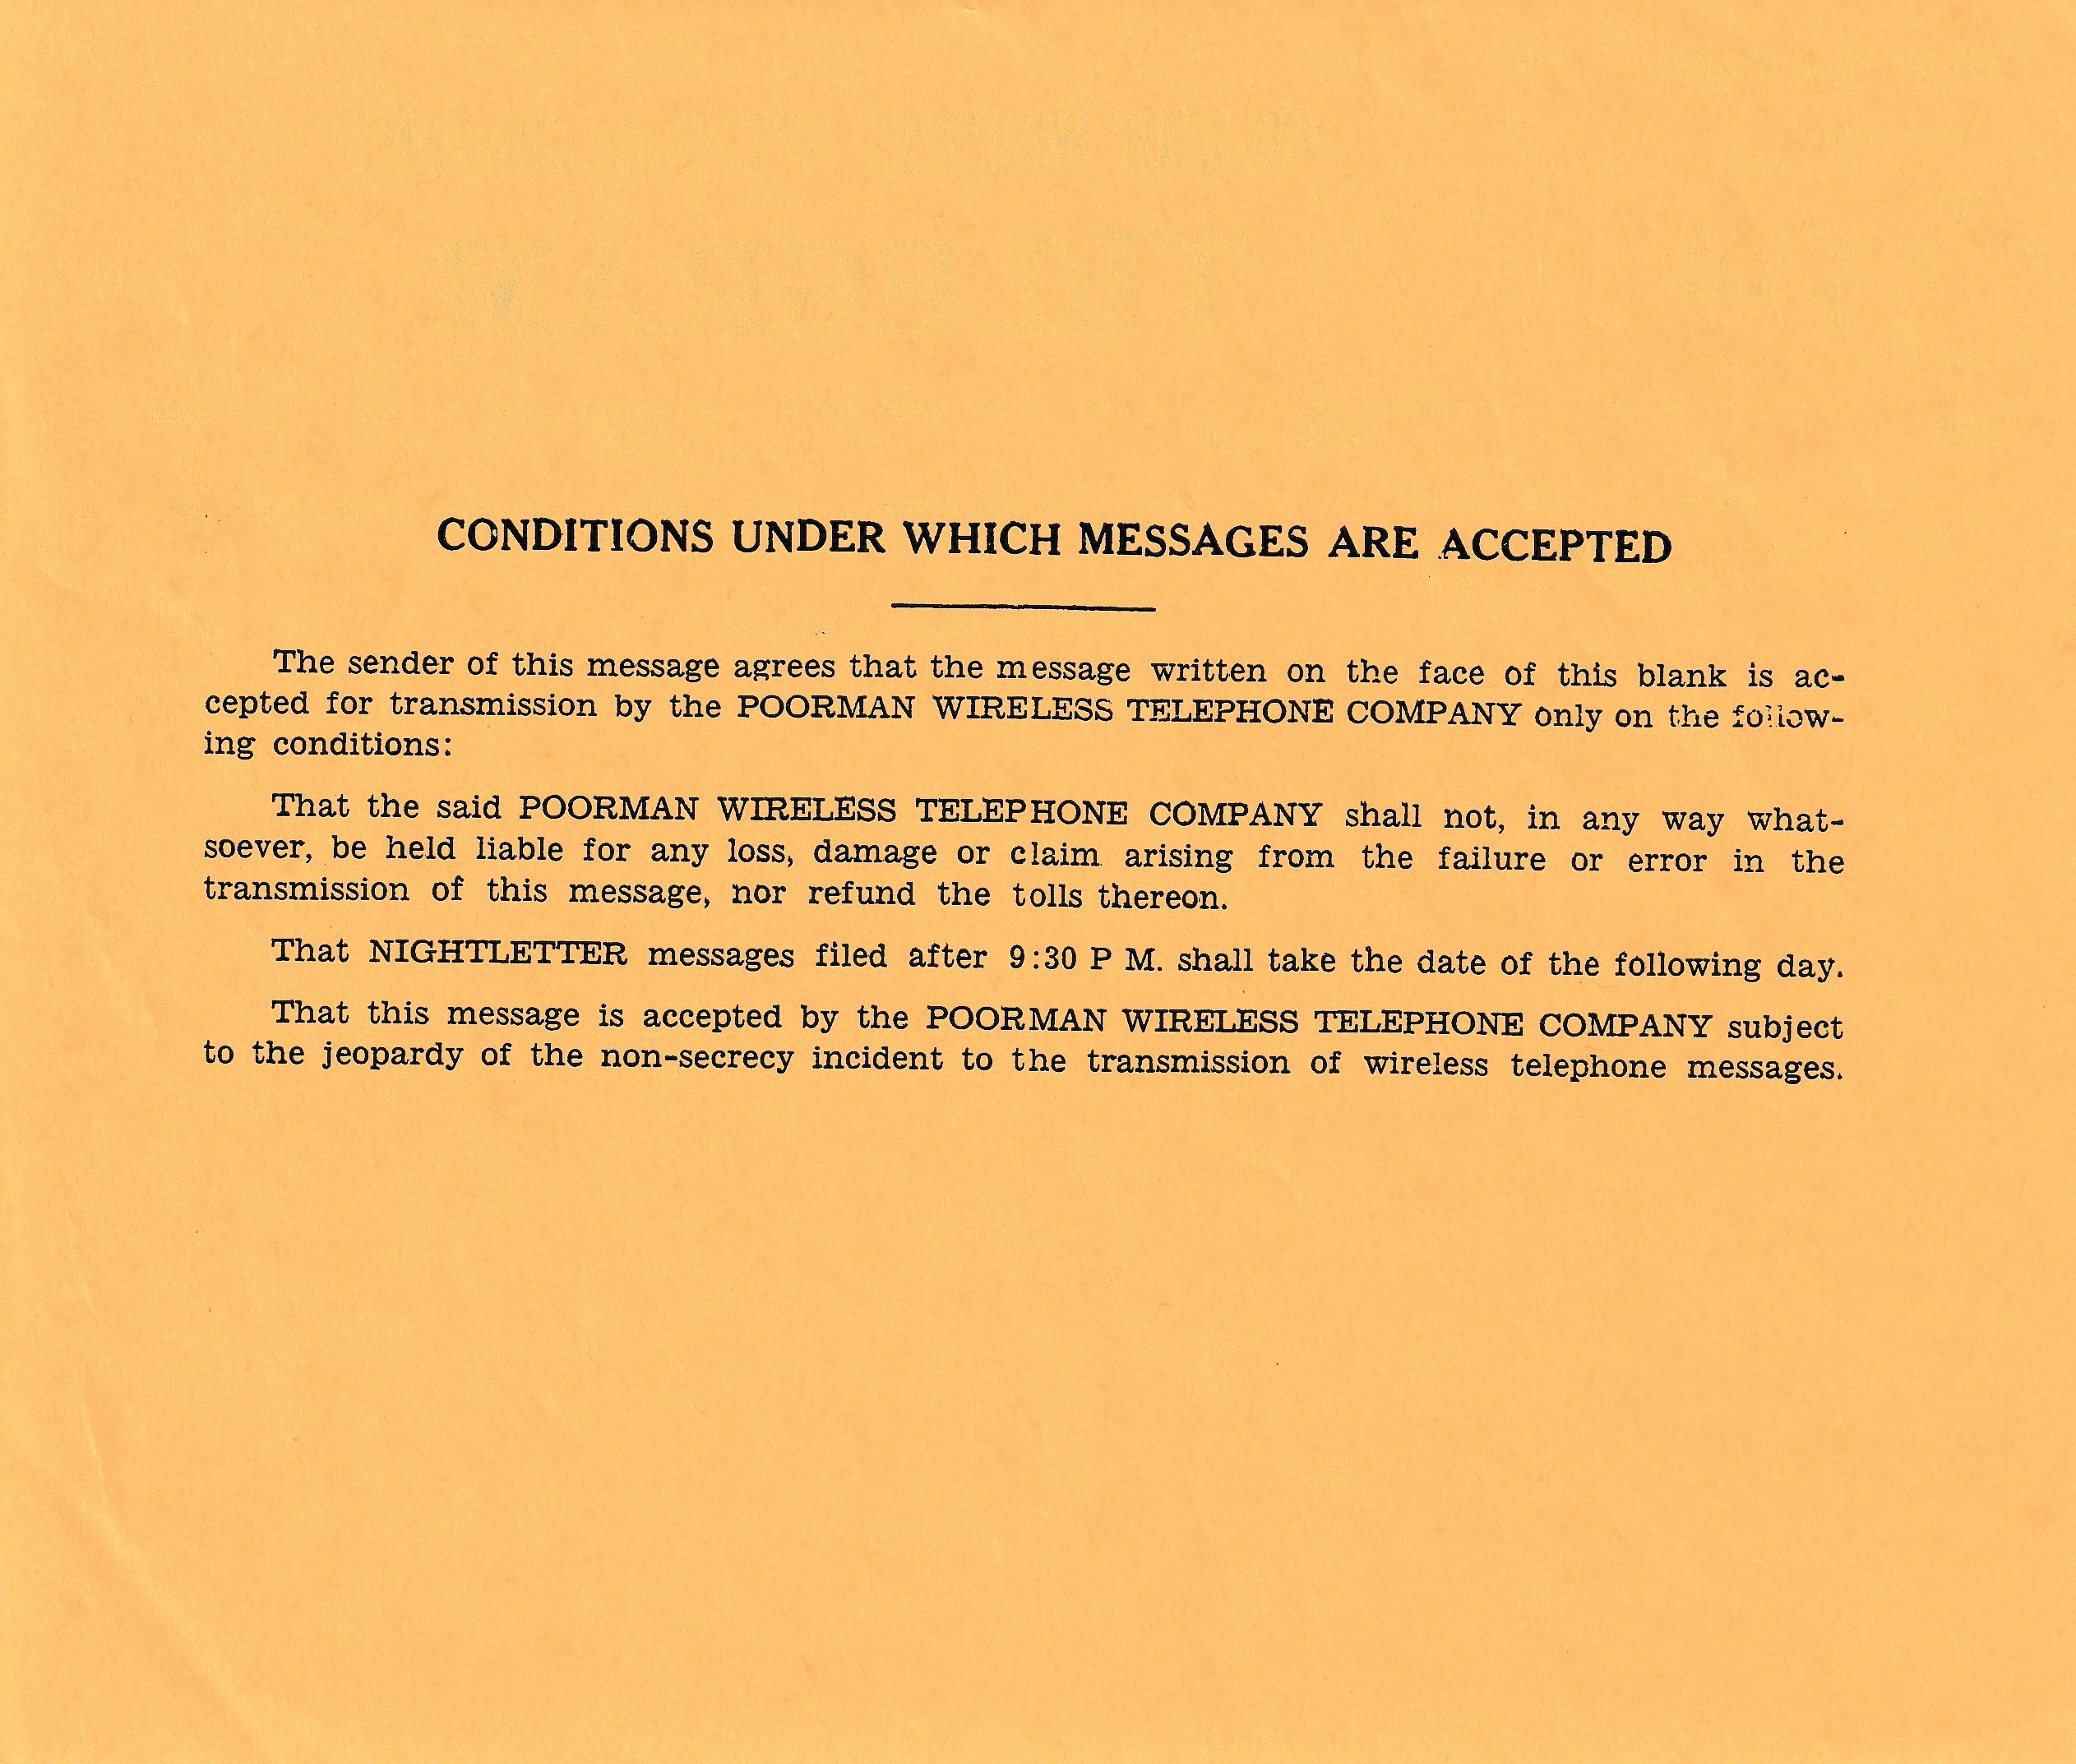 CONDITIONS UNDER WHICH MESSAGES ARE ACCEPTED
The sender of this message agrees that the message written on the face of this blank is ac-
cepted for transmission by the POORMAN WIRELESS TELEPHONE COMPANY only on the follow-
ing conditions:
That the said POORMAN WIRELESS TELEPHONE COMPANY shall not, in any way what-
soever, be held liable for any loss, damage or claim arising from the failure or error in the
transmission of this message, nor refund the tolls thereon.
That NIGHTLETTER messages filed after 9:30 P M. shall take the date of the following day.
That this message is accepted by the POORMAN WIRELESS TELEPHONE COMPANY subject
to the jeopardy of the non-secrecy incident to the transmission of wireless telephone messages.